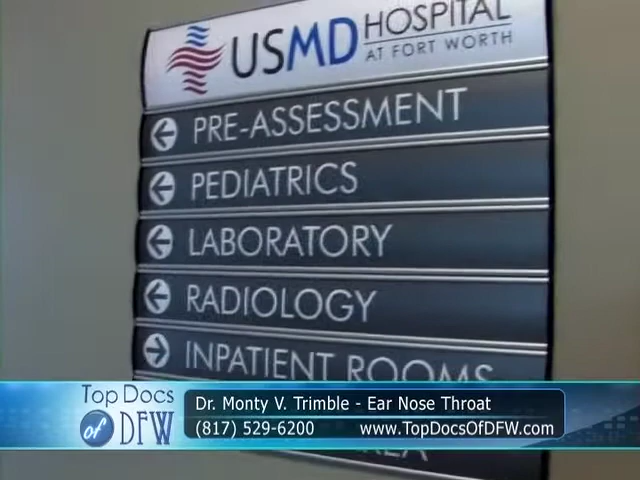 USMD HOSPITAL
AT FORT WORTH
PRE-ASSESSMENT
PEDIATRICS
LABORATORY
RADIOLOGY
INPATIENT ROOMS
Top Docs
of DFW
Dr. Monty V. Trimble - Ear Nose Throat
(817) 529-6200 www.TopDocsOfDFW.com